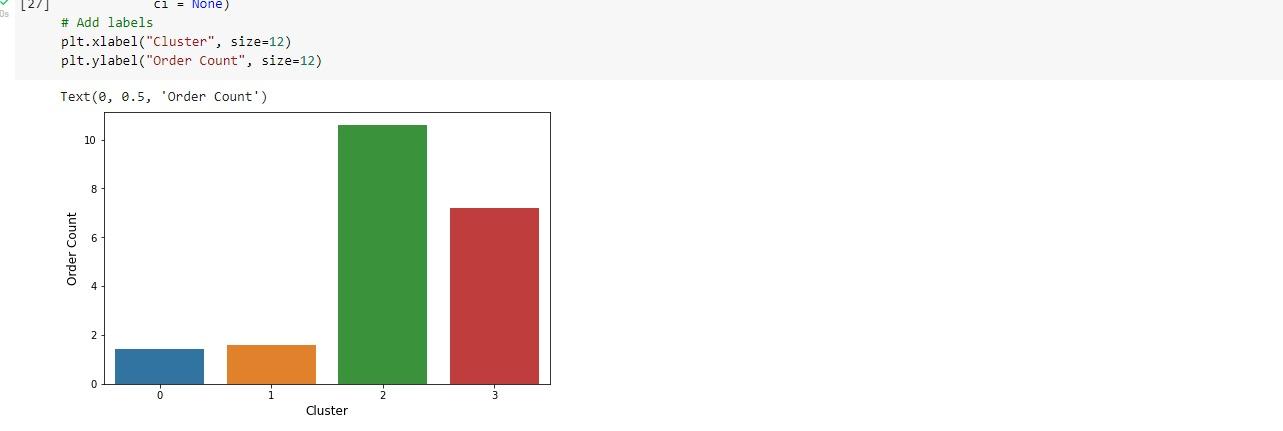 [27] ci = None)
0s
# Add labels
plt.xlabel("Cluster", size=12)
plt.ylabel("Order Count", size=12)
Text(0, 0.5, 'Order Count')
10
8
6
4
2
0
Order Count
0 1 2 3
Cluster